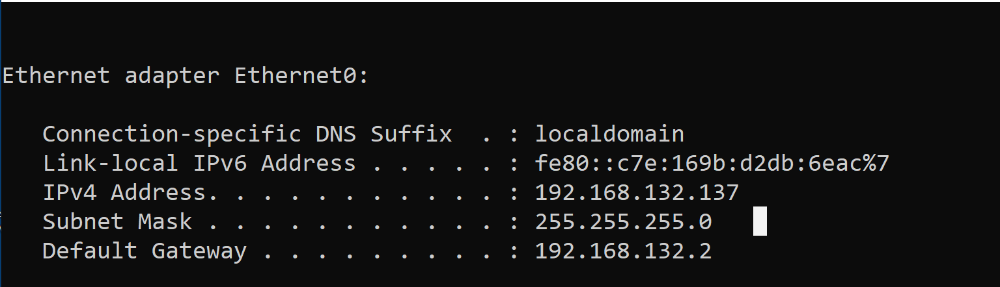 Ethernet adapter Ethernet0:
Connection-specific DNS Suffix  . : localdomain
Link-local IPv6 Address . . . . . : fe80::c7e:169b:d2db:6eac%7
IPv4 Address. . . . . . . . . . . : 192.168.132.137
Subnet Mask . . . . . . . . . . . : 255.255.255.0
Default Gateway . . . . . . . . . : 192.168.132.2